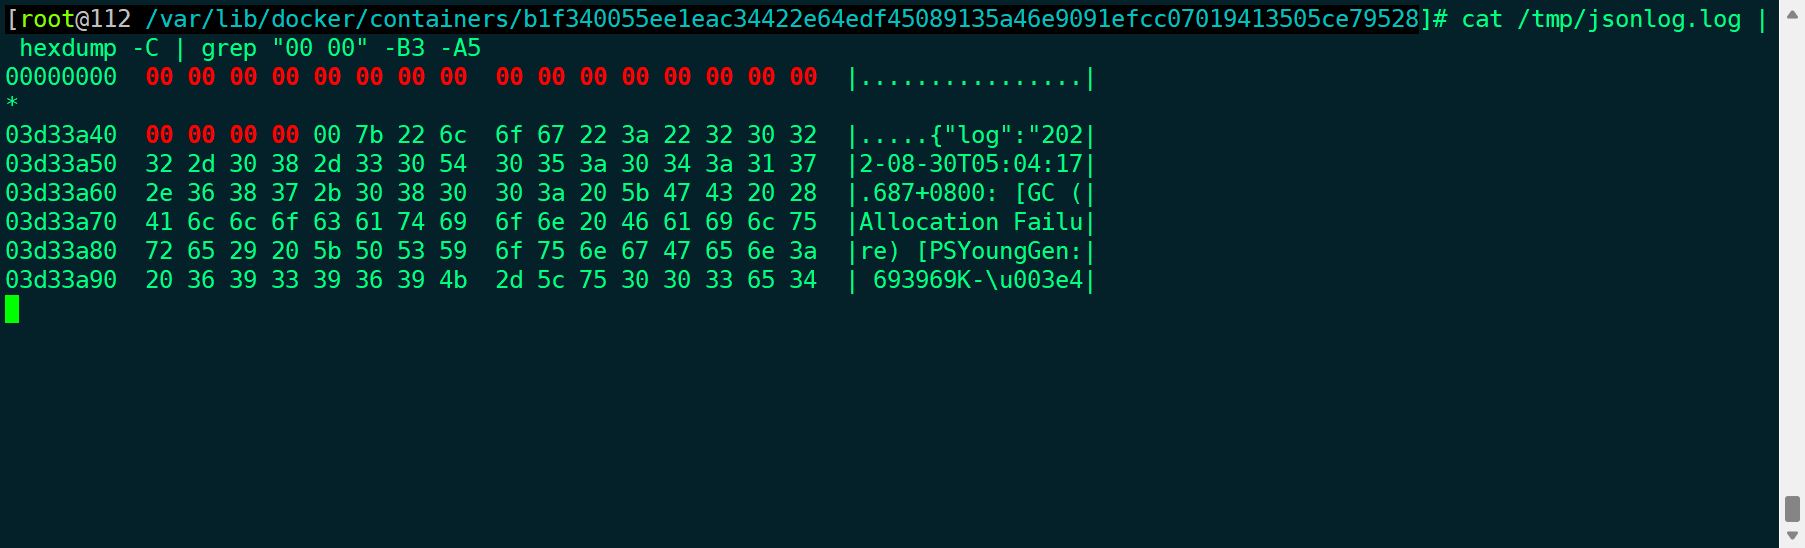 [root@112 /var/lib/docker/containers/b1f340055ee1eac34422e64edf45089135a46e9091efcc07019413505ce79528]# cat /tmp/jsonlog.log |
 hexdump -C | grep "00 00" -B3 -A5
00000000  00 00 00 00 00 00 00 00  00 00 00 00 00 00 00 00  |................|
*
03d33a40  00 00 00 00 00 7b 22 6c  6f 67 22 3a 22 32 30 32  |.....{"log":"202|
03d33a50  32 2d 30 38 2d 33 30 54  30 35 3a 30 34 3a 31 37  |2-08-30T05:04:17|
03d33a60  2e 36 38 37 2b 30 38 30  30 3a 20 5b 47 43 20 28  |.687+0800: [GC (|
03d33a70  41 6c 6c 6f 63 61 74 69  6f 6e 20 46 61 69 6c 75  |Allocation Failu|
03d33a80  72 65 29 20 5b 50 53 59  6f 75 6e 67 47 65 6e 3a  |re) [PSYoungGen:|
03d33a90  20 36 39 33 39 36 39 4b  2d 5c 75 30 30 33 65 34  | 693969K-\u003e4|